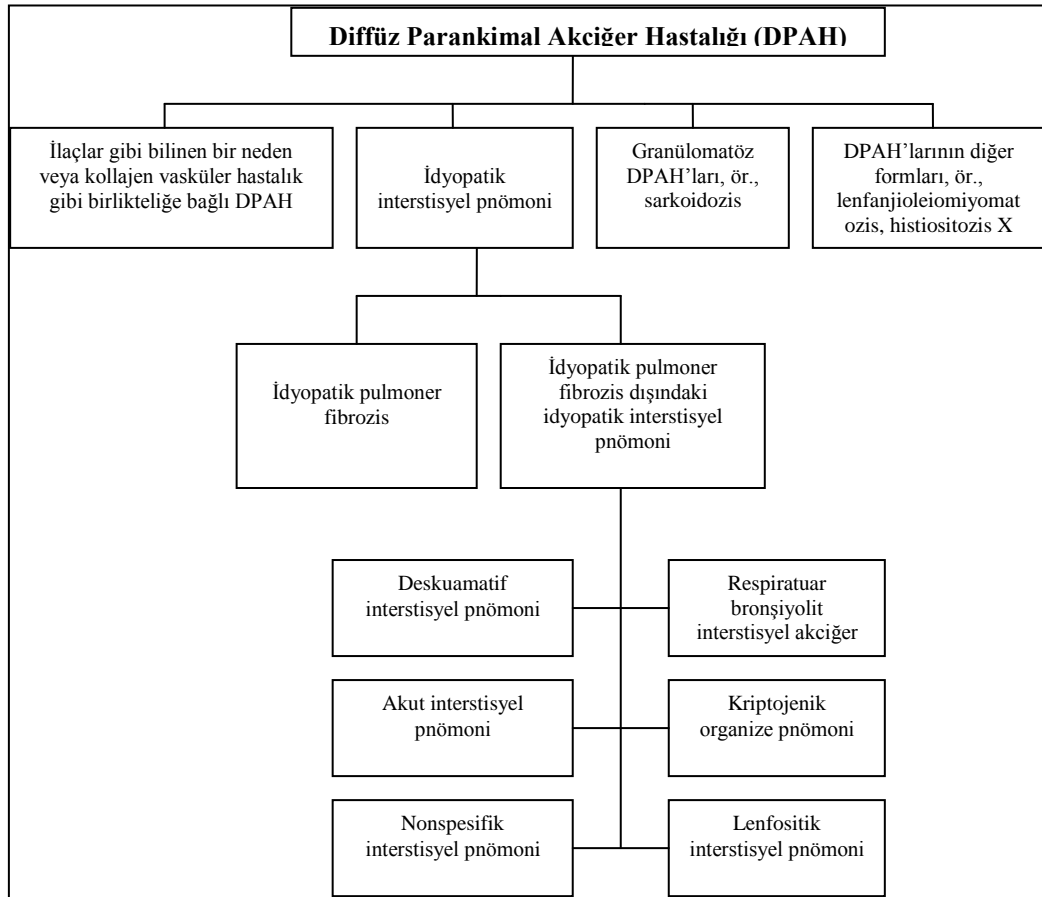 Diffüz Parankimal Akciğer Hastalığı (DPAH)
İlaçlar gibi bilinen bir neden
veya kollajen vasküler hastalık
gibi birlikteliğe bağlı DPAH
İdyopatik
interstisyel pnömoni
Granülomatöz
DPAH’ları, ör.,
sarkoidozis
DPAH’larının diğer
formları, ör.,
lenfanjioleiomiyomat
ozis, histiositozis X
İdyopatik pulmoner
fibrozis
İdyopatik pulmoner
fibrozis dışındaki
idyopatik interstisyel
pnömoni
Deskuamatif
interstisyel pnömoni
Respiratuar
bronşiyolit
interstisyel akciğer
Akut interstisyel
pnömoni
Kriptojenik
organize pnömoni
Nonspesifik
interstisyel pnömoni
Lenfositik
interstisyel pnömoni